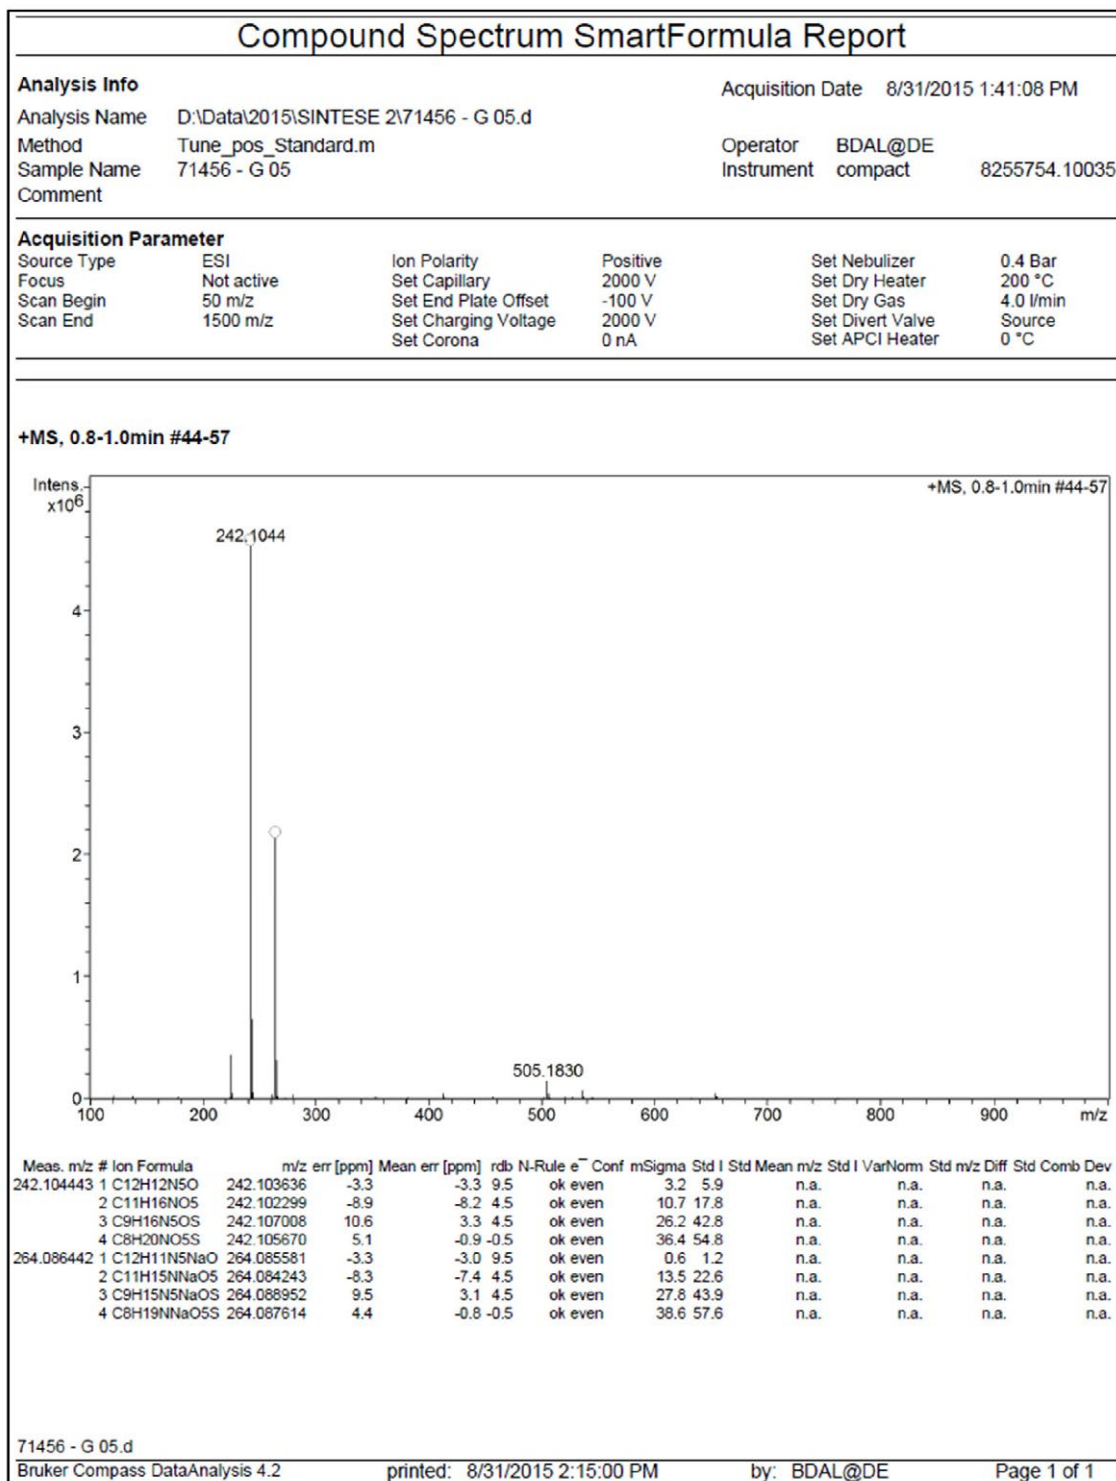 Compound Spectrum SmartFormula Report
Analysis Info
Acquisition Date 8/31/2015 1:41:08 PM
Analysis Name D:\Data\2015\SINTESE 2\71456 - G 05.d
Method Tune_pos_Standard.m Operator BDAL@DE
Sample Name 71456 - G 05 Instrument compact 8255754.10035
Comment
Acquisition Parameter
Source Type ESI Ion Polarity Positive Set Nebulizer 0.4 Bar
Focus Not active Set Capillary 2000 V Set Dry Heater 200 °C
Scan Begin 50 m/z Set End Plate Offset -100 V Set Dry Gas 4.0 l/min
Scan End 1500 m/z Set Charging Voltage 2000 V Set Divert Valve Source
Set Corona 0 nA Set APCI Heater 0 °C
+MS, 0.8-1.0min #44-57
Intens.
x10⁶
+MS, 0.8-1.0min #44-57
242.1044
4
3
2
1
505.1830
0
100 200 300 400 500 600 700 800 900 m/z
Meas. m/z # Ion Formula m/z err [ppm] Mean err [ppm] rdb N-Rule e⁻ Conf mSigma Std I Std Mean m/z Std I VarNorm Std m/z Diff Std Comb Dev
242.104443 1 C12H12N5O 242.103636 -3.3 -3.3 9.5 ok even 3.2 5.9 n.a. n.a. n.a. n.a.
2 C11H16NO5 242.102299 -8.9 -8.2 4.5 ok even 10.7 17.8 n.a. n.a. n.a. n.a.
3 C9H16N5OS 242.107008 10.6 3.3 4.5 ok even 26.2 42.8 n.a. n.a. n.a. n.a.
4 C8H20NO5S 242.105670 5.1 -0.9 -0.5 ok even 36.4 54.8 n.a. n.a. n.a. n.a.
264.086442 1 C12H11N5NaO 264.085581 -3.3 -3.0 9.5 ok even 0.6 1.2 n.a. n.a. n.a. n.a.
2 C11H15NNaO5 264.084243 -8.3 -7.4 4.5 ok even 13.5 22.6 n.a. n.a. n.a. n.a.
3 C9H15N5NaOS 264.088952 9.5 3.1 4.5 ok even 27.8 43.9 n.a. n.a. n.a. n.a.
4 C8H19NNaO5S 264.087614 4.4 -0.8 -0.5 ok even 38.6 57.6 n.a. n.a. n.a. n.a.
71456 - G 05.d
Bruker Compass DataAnalysis 4.2 printed: 8/31/2015 2:15:00 PM by: BDAL@DE Page 1 of 1